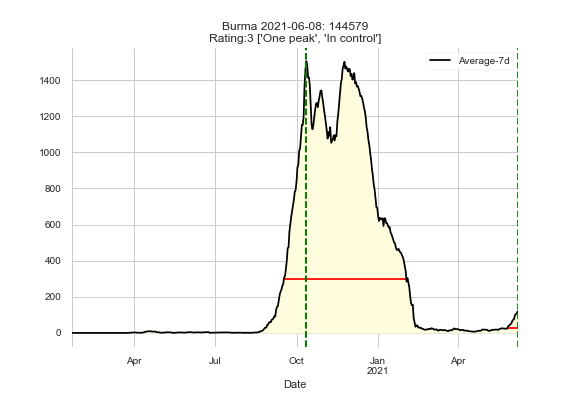 Burma 2021-06-08: 144579
Rating:3 ['One peak', 'In control']
Average-7d
1400
1200
1000
800
600
400
200
0
Apr
Jul
Oct
Jan
2021
Apr
Date